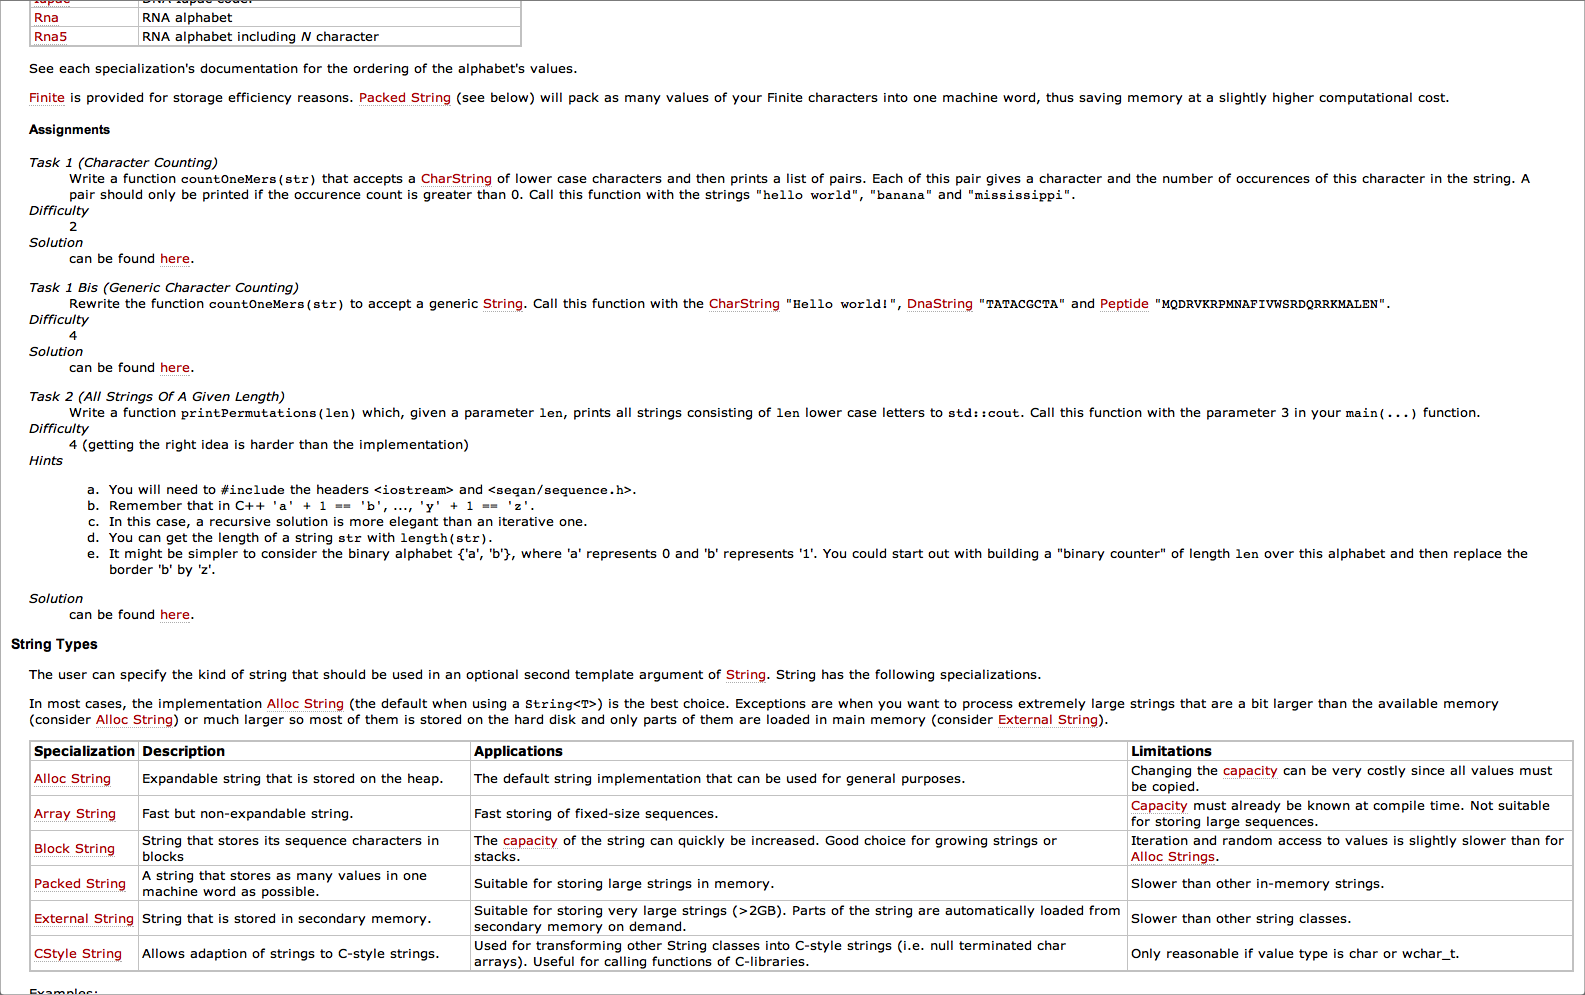 Iupac DNA Iupac code.
Rna RNA alphabet
Rna5 RNA alphabet including N character
See each specialization's documentation for the ordering of the alphabet's values.
Finite is provided for storage efficiency reasons. Packed String (see below) will pack as many values of your Finite characters into one machine word, thus saving memory at a slightly higher computational cost.
Assignments
Task 1 (Character Counting)
Write a function countOneMers(str) that accepts a CharString of lower case characters and then prints a list of pairs. Each of this pair gives a character and the number of occurences of this character in the string. A
pair should only be printed if the occurence count is greater than 0. Call this function with the strings "hello world", "banana" and "mississippi".
Difficulty
2
Solution
can be found here.
Task 1 Bis (Generic Character Counting)
Rewrite the function countOneMers(str) to accept a generic String. Call this function with the CharString "Hello world!", DnaString "TATACGCTA" and Peptide "MQDRVKRPMNAFIVWSRDQRRKMALEN".
Difficulty
4
Solution
can be found here.
Task 2 (All Strings Of A Given Length)
Write a function printPermutations(len) which, given a parameter len, prints all strings consisting of len lower case letters to std::cout. Call this function with the parameter 3 in your main(...) function.
Difficulty
4 (getting the right idea is harder than the implementation)
Hints
a. You will need to #include the headers <iostream> and <seqan/sequence.h>.
b. Remember that in C++ 'a' + 1 == 'b', ..., 'y' + 1 == 'z'.
c. In this case, a recursive solution is more elegant than an iterative one.
d. You can get the length of a string str with length(str).
e. It might be simpler to consider the binary alphabet {'a', 'b'}, where 'a' represents 0 and 'b' represents '1'. You could start out with building a "binary counter" of length len over this alphabet and then replace the
border 'b' by 'z'.
Solution
can be found here.
String Types
The user can specify the kind of string that should be used in an optional second template argument of String. String has the following specializations.
In most cases, the implementation Alloc String (the default when using a String<T>) is the best choice. Exceptions are when you want to process extremely large strings that are a bit larger than the available memory
(consider Alloc String) or much larger so most of them is stored on the hard disk and only parts of them are loaded in main memory (consider External String).
Specialization Description Applications Limitations
Alloc String Expandable string that is stored on the heap. The default string implementation that can be used for general purposes. Changing the capacity can be very costly since all values must
be copied.
Array String Fast but non-expandable string. Fast storing of fixed-size sequences. Capacity must already be known at compile time. Not suitable
for storing large sequences.
Block String String that stores its sequence characters in
blocks The capacity of the string can quickly be increased. Good choice for growing strings or
stacks. Iteration and random access to values is slightly slower than for
Alloc Strings.
Packed String A string that stores as many values in one
machine word as possible. Suitable for storing large strings in memory. Slower than other in-memory strings.
External String String that is stored in secondary memory. Suitable for storing very large strings (>2GB). Parts of the string are automatically loaded from
secondary memory on demand. Slower than other string classes.
CStyle String Allows adaption of strings to C-style strings. Used for transforming other String classes into C-style strings (i.e. null terminated char
arrays). Useful for calling functions of C-libraries. Only reasonable if value type is char or wchar_t.
Examples: